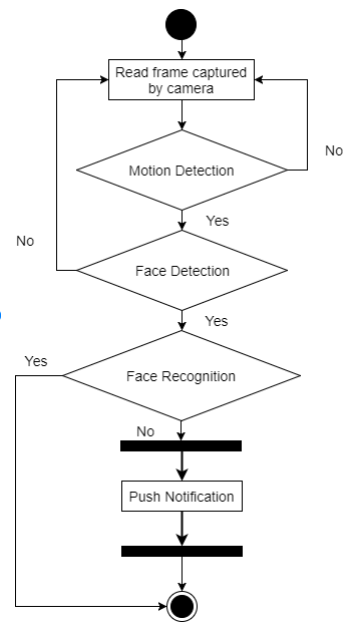 Read frame captured
by camera
No
Motion Detection
Yes
No
Face Detection
Yes
Yes
Face Recognition
No
Push Notification